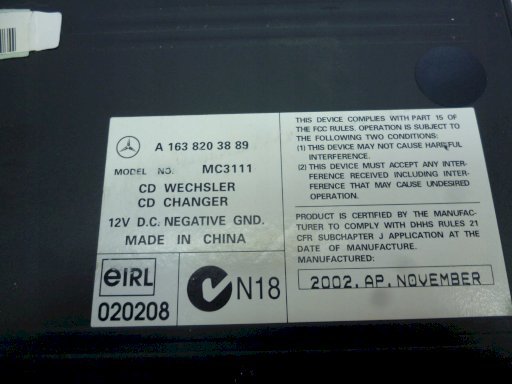 A 163 820 38 89
MODEL NO. MC3111
CD WECHSLER
CD CHANGER
12V D.C. NEGATIVE GND.
MADE IN CHINA
eIRL
020208
N18
THIS DEVICE COMPLIES WITH PART 15 OF
THE FCC RULES. OPERATION IS SUBJECT TO
THE FOLLOWING TWO CONDITIONS:
(1) THIS DEVICE MAY NOT CAUSE HARMFUL
INTERFERENCE.
(2) THIS DEVICE MUST ACCEPT ANY INTER-
FERENCE RECEIVED INCLUDING INTER-
FERENCE THAT MAY CAUSE UNDESIRED
OPERATION.
PRODUCT IS CERTIFIED BY THE MANUFAC-
TURER TO COMPLY WITH DHHS RULES 21
CFR SUBCHAPTER J APPLICATION AT THE
DATE OF MANUFACTURE.
MANUFACTURED:
2002.AP.NOVEMBER